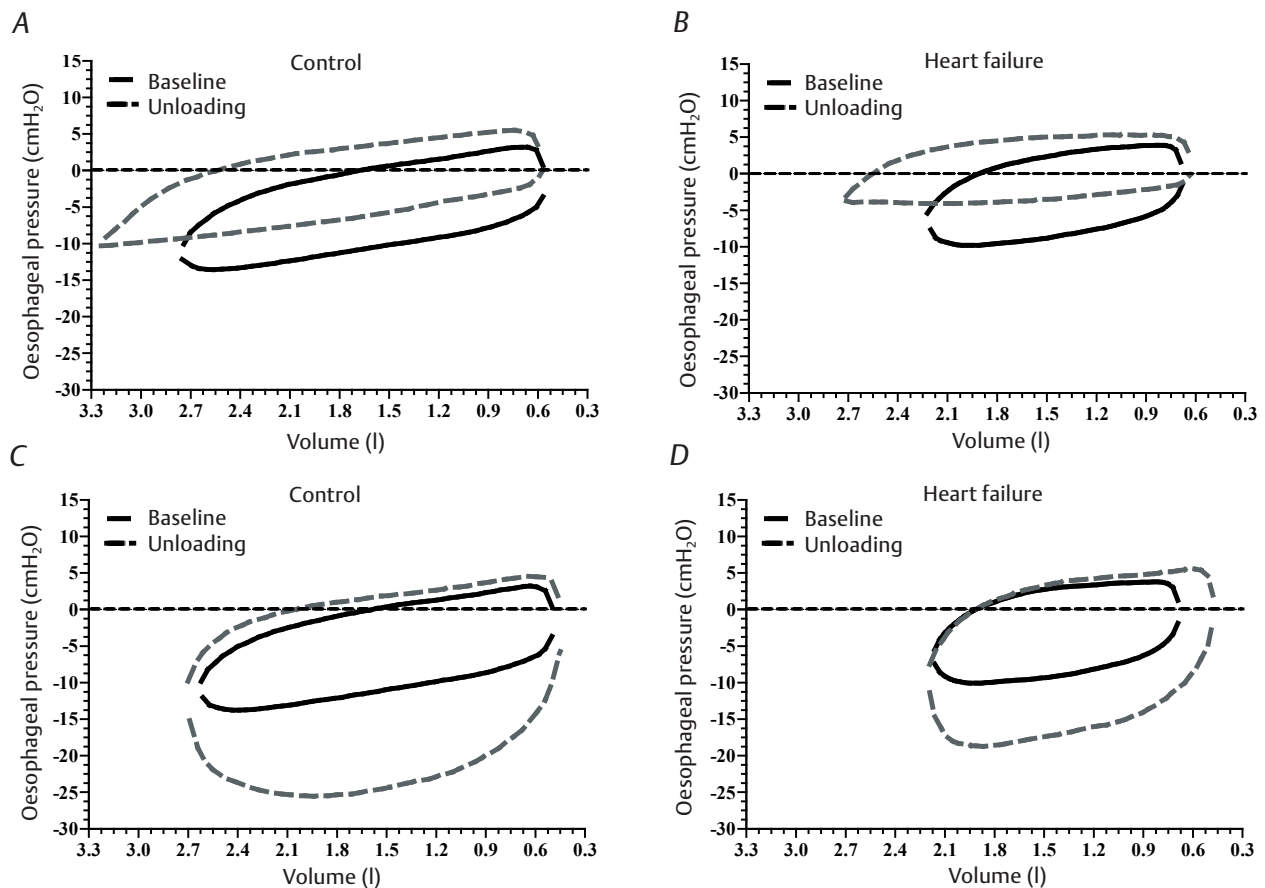 A
Control
Baseline
Unloading
Oesophageal pressure (cmH₂O)
15
10
5
0
-5
-10
-15
-20
-25
-30
3.3 3.0 2.7 2.4 2.1 1.8 1.5 1.2 0.9 0.6 0.3
Volume (l)
B
Heart failure
Baseline
Unloading
Oesophageal pressure (cmH₂O)
15
10
5
0
-5
-10
-15
-20
-25
-30
3.3 3.0 2.7 2.4 2.1 1.8 1.5 1.2 0.9 0.6 0.3
Volume (l)
C
Control
Baseline
Unloading
Oesophageal pressure (cmH₂O)
15
10
5
0
-5
-10
-15
-20
-25
-30
3.3 3.0 2.7 2.4 2.1 1.8 1.5 1.2 0.9 0.6 0.3
Volume (l)
D
Heart failure
Baseline
Unloading
Oesophageal pressure (cmH₂O)
15
10
5
0
-5
-10
-15
-20
-25
-30
3.3 3.0 2.7 2.4 2.1 1.8 1.5 1.2 0.9 0.6 0.3
Volume (l)